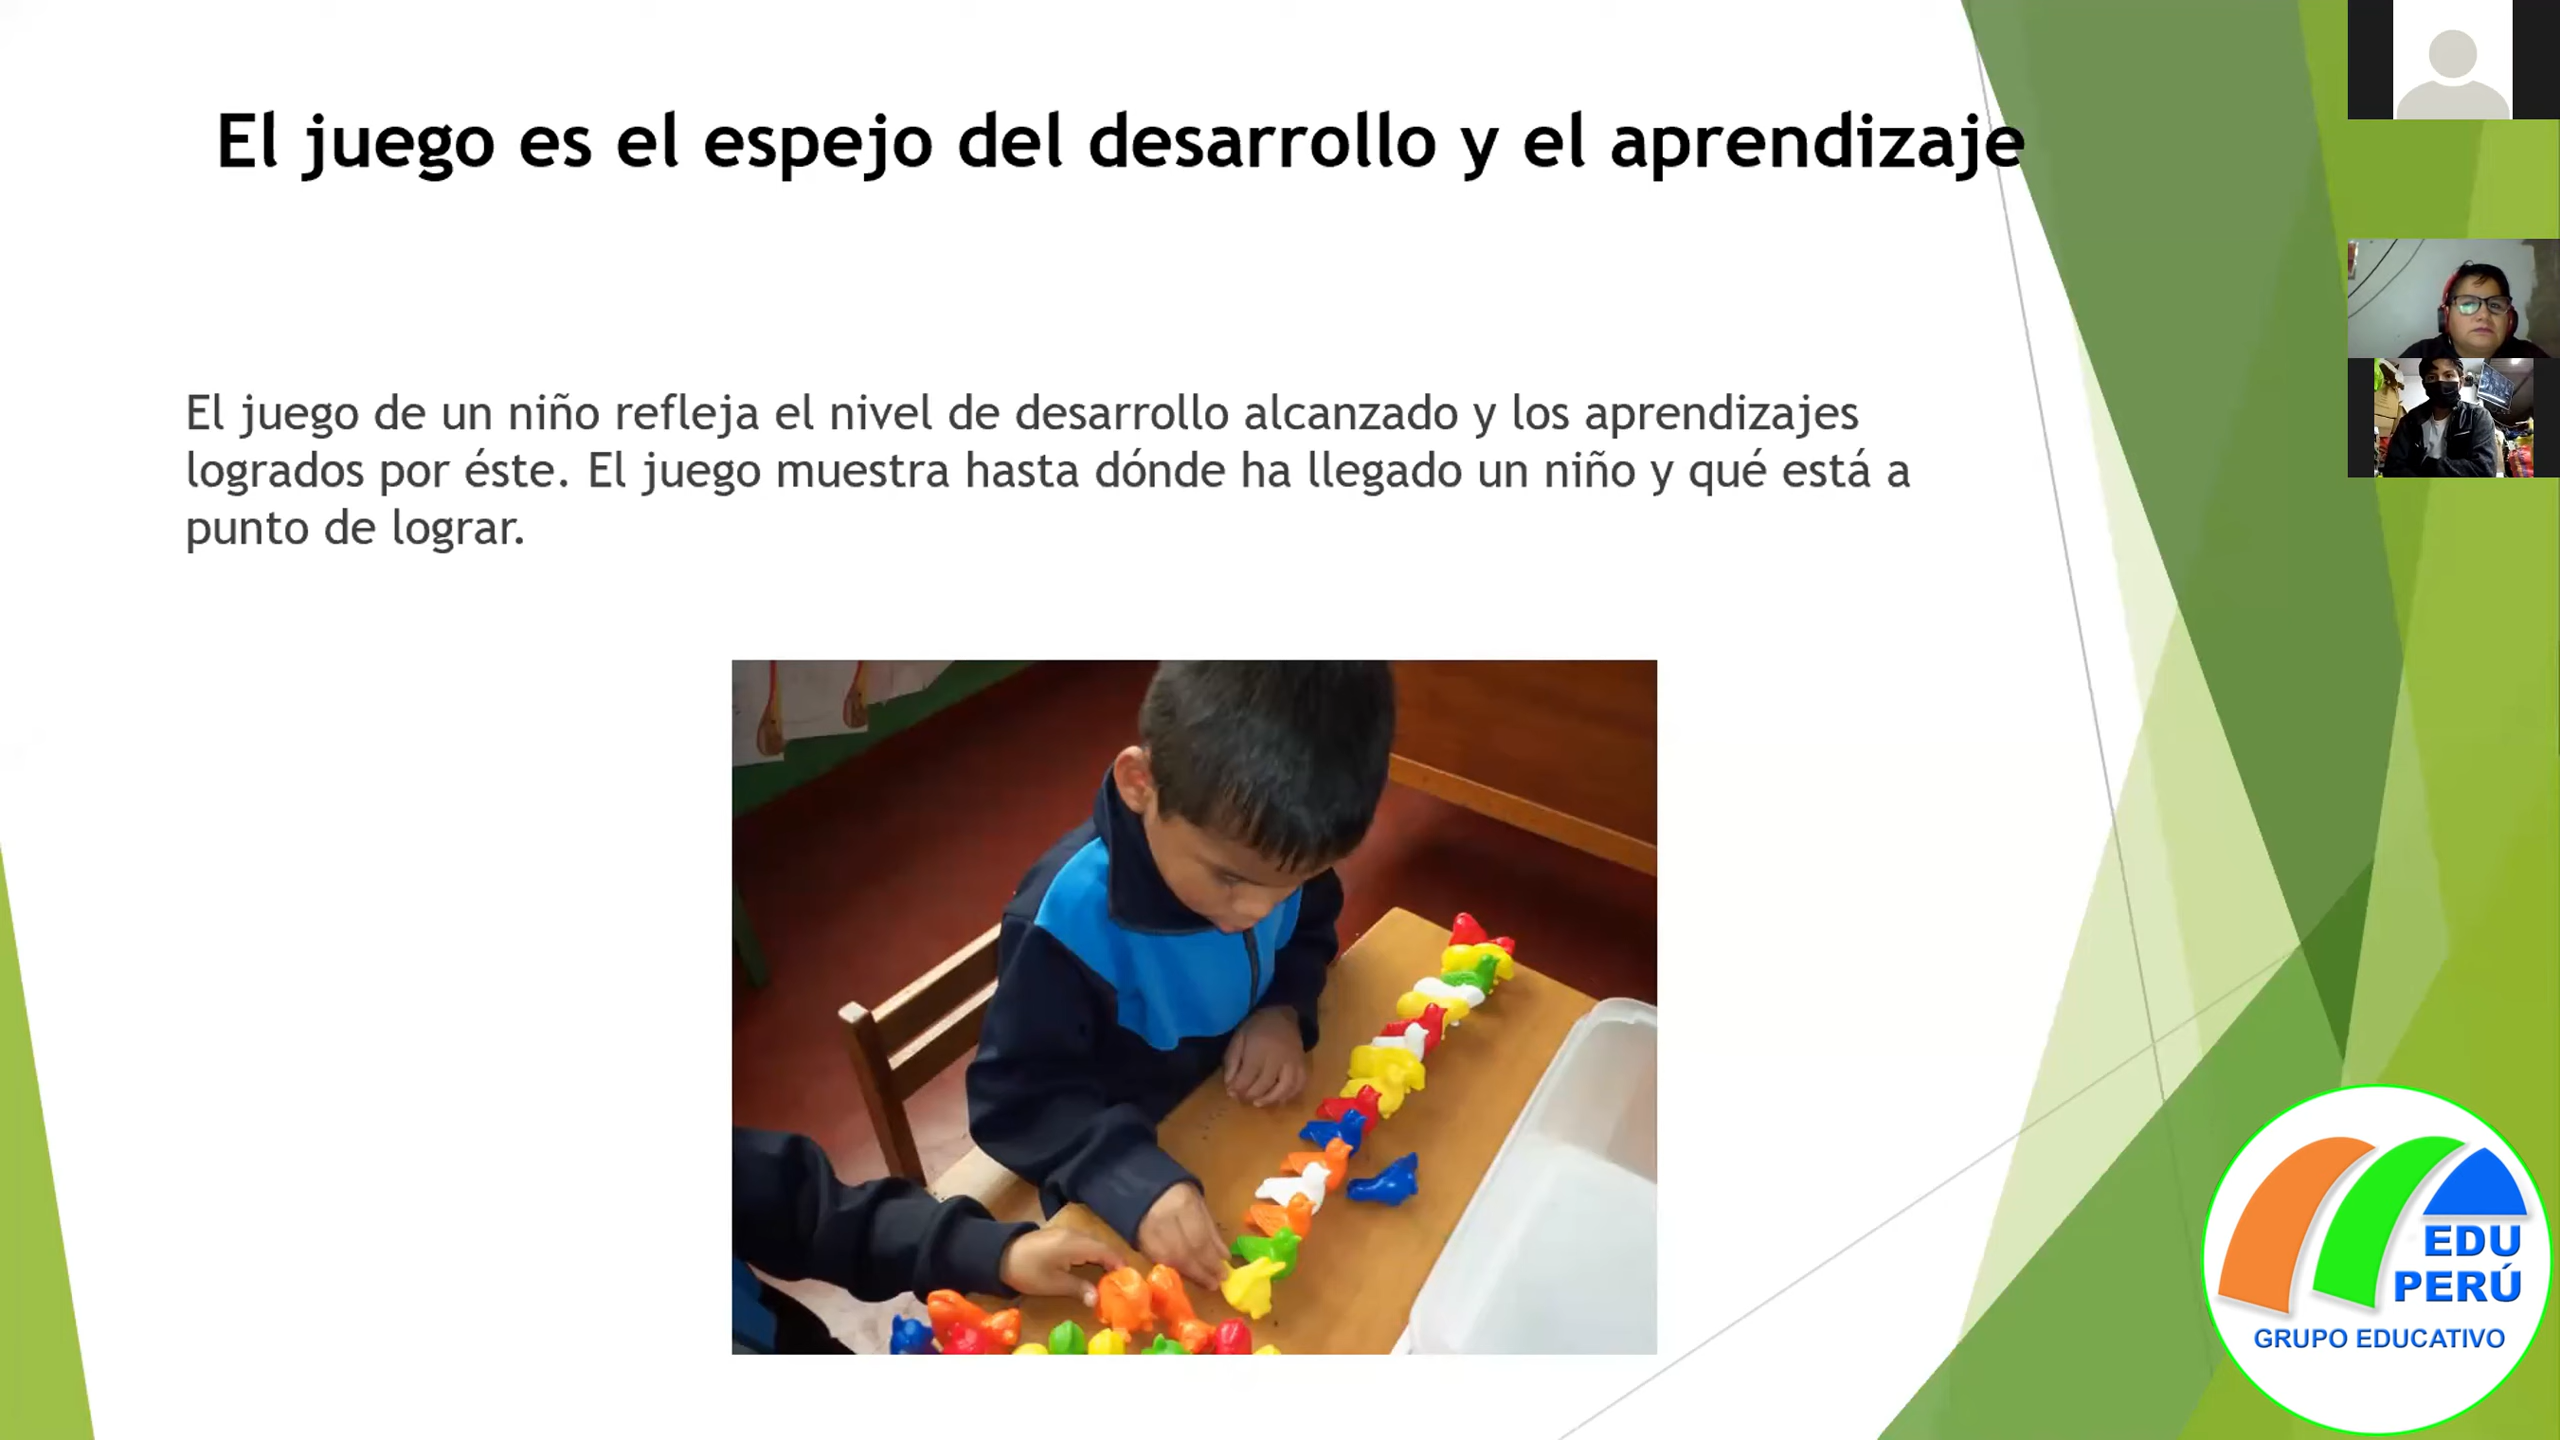 El juego es el espejo del desarrollo y el aprendizaje
El juego de un niño refleja el nivel de desarrollo alcanzado y los aprendizajes
logrados por éste. El juego muestra hasta dónde ha llegado un niño y qué está a
punto de lograr.
EDU
PERÚ
GRUPO EDUCATIVO